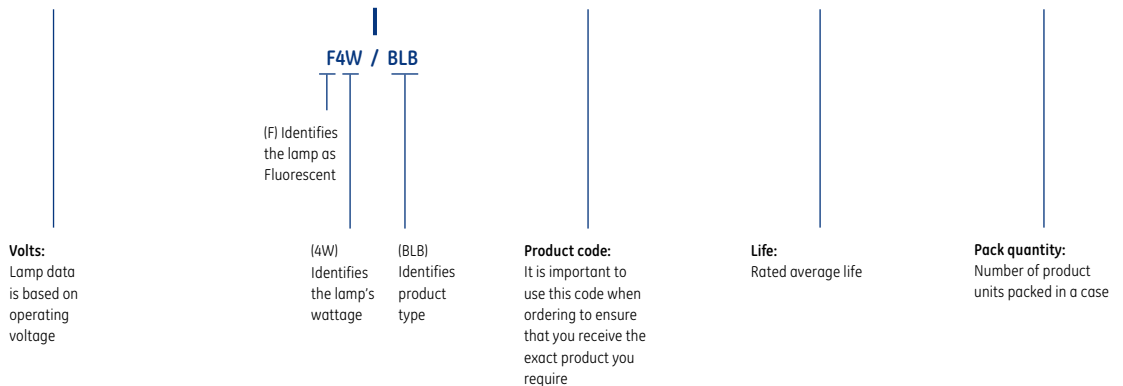 F4W / BLB
(F) Identifies
the lamp as
Fluorescent
Volts:
Lamp data
is based on
operating
voltage
(4W)
Identifies
the lamp's
wattage
(BLB)
Identifies
product
type
Product code:
It is important to
use this code when
ordering to ensure
that you receive the
exact product you
require
Life:
Rated average life
Pack quantity:
Number of product
units packed in a case